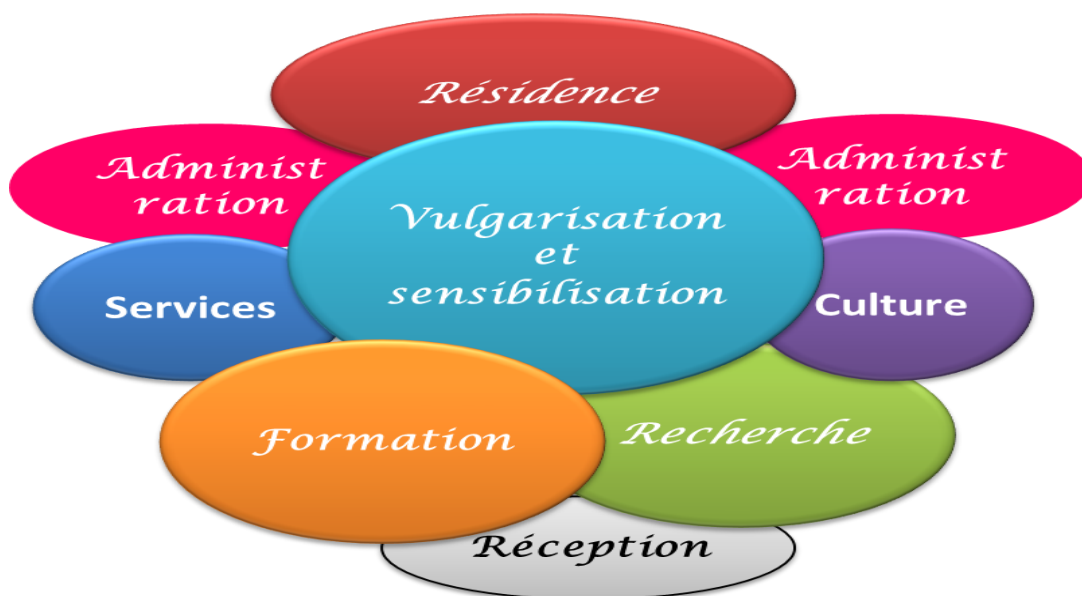 Résidence
Administ
ration
Administ
ration
Vulgarisation
et
sensibilisation
Services
Culture
Formation
Recherche
Réception